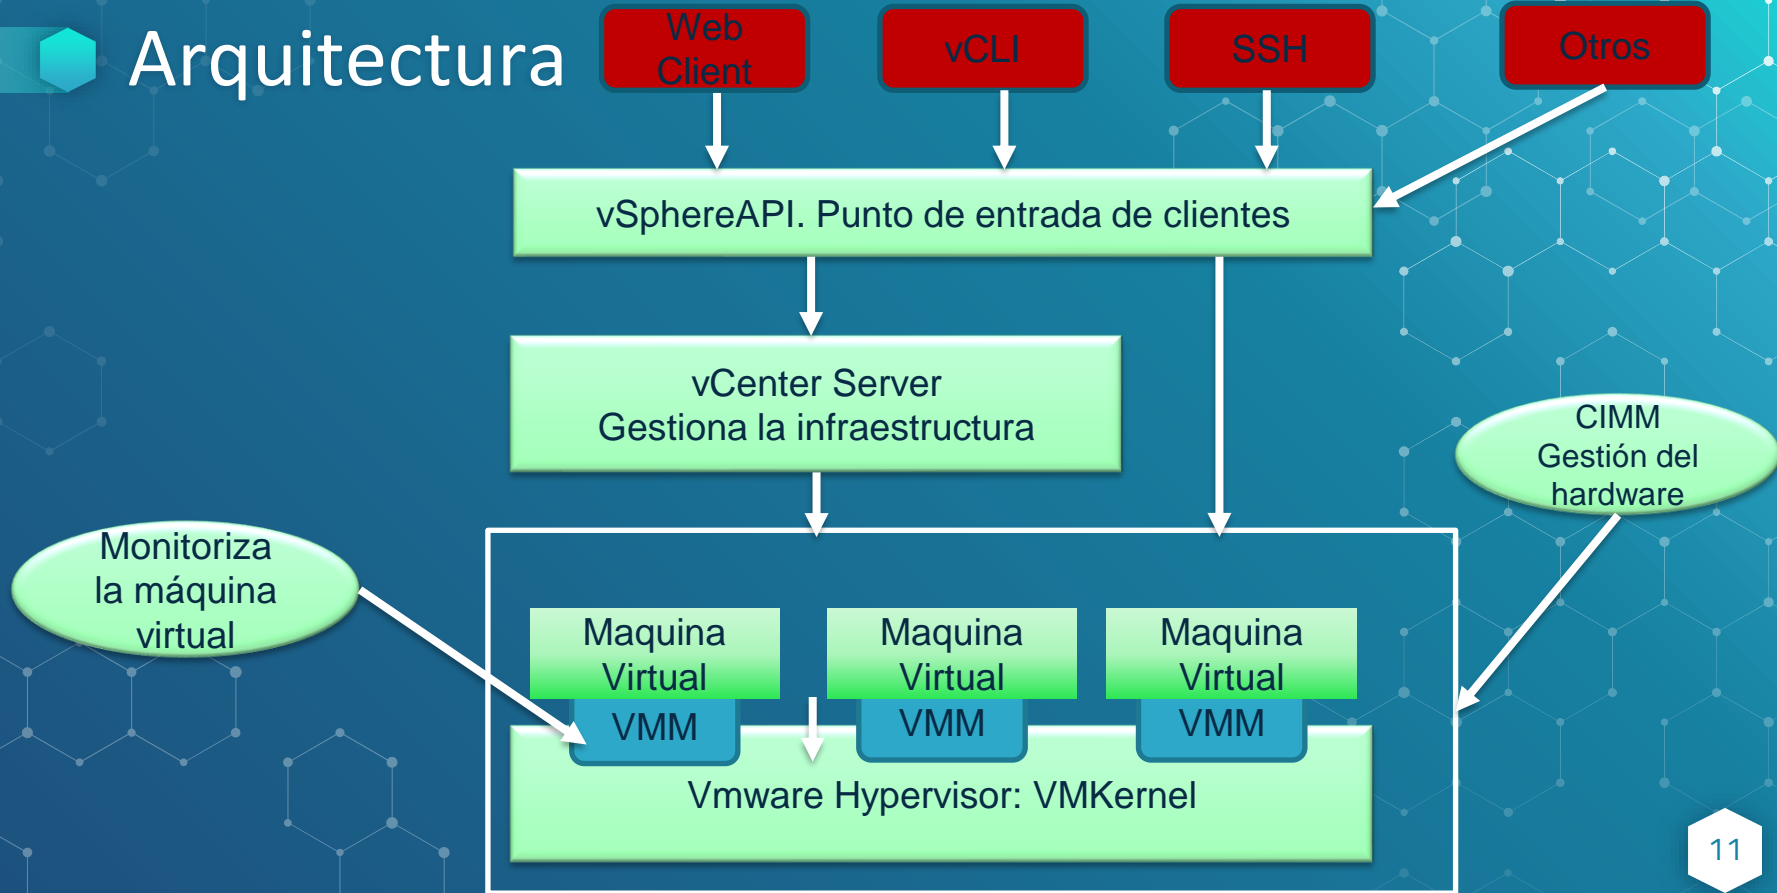 Arquitectura
Web
Client
vCLI
SSH
Otros
vSphereAPI. Punto de entrada de clientes
vCenter Server
Gestiona la infraestructura
CIMM
Gestión del
hardware
Monitoriza
la máquina
virtual
Maquina
Virtual
VMM
Maquina
Virtual
VMM
Maquina
Virtual
VMM
Vmware Hypervisor: VMKernel
11